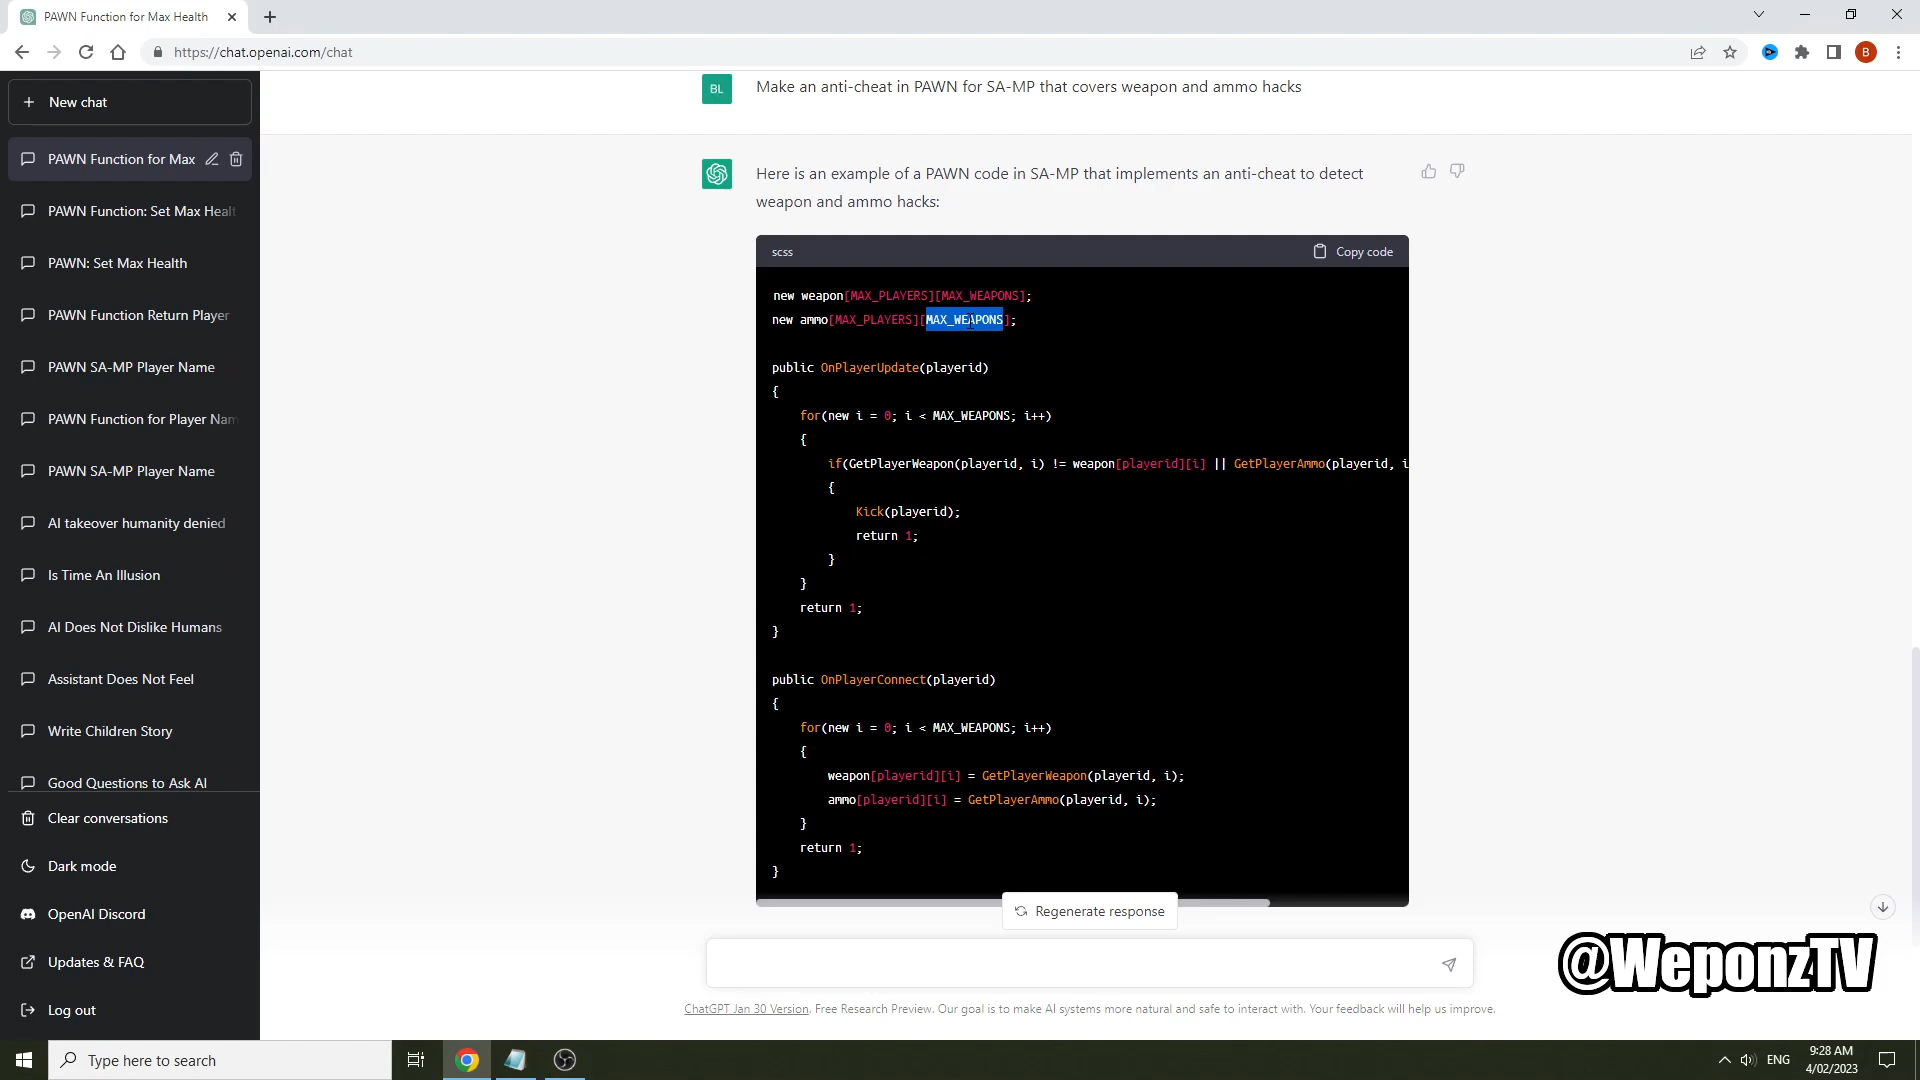 PAWN Function for Max Health
https://chat.openai.com/chat
B
New chat
PAWN Function for Max
PAWN Function: Set Max Healt
PAWN: Set Max Health
PAWN Function Return Player
PAWN SA-MP Player Name
PAWN Function for Player Nam
PAWN SA-MP Player Name
AI takeover humanity denied
Is Time An Illusion
AI Does Not Dislike Humans
Assistant Does Not Feel
Write Children Story
Good Questions to Ask AI
Clear conversations
Dark mode
OpenAI Discord
Updates & FAQ
Log out
BL
Make an anti-cheat in PAWN for SA-MP that covers weapon and ammo hacks
Here is an example of a PAWN code in SA-MP that implements an anti-cheat to detect
weapon and ammo hacks:
scss
Copy code
new weapon[MAX_PLAYERS][MAX_WEAPONS];
new ammo[MAX_PLAYERS][MAX_WEAPONS];
public OnPlayerUpdate(playerid)
{
for(new i = 0; i < MAX_WEAPONS; i++)
{
if(GetPlayerWeapon(playerid, i) != weapon[playerid][i] || GetPlayerAmmo(playerid, i
{
Kick(playerid);
return 1;
}
}
return 1;
}
public OnPlayerConnect(playerid)
{
for(new i = 0; i < MAX_WEAPONS; i++)
{
weapon[playerid][i] = GetPlayerWeapon(playerid, i);
ammo[playerid][i] = GetPlayerAmmo(playerid, i);
}
return 1;
}
Regenerate response
ChatGPT Jan 30 Version. Free Research Preview. Our goal is to make AI systems more natural and safe to interact with. Your feedback will help us improve.
@WeponzTV
Type here to search
ENG
9:28 AM
4/02/2023